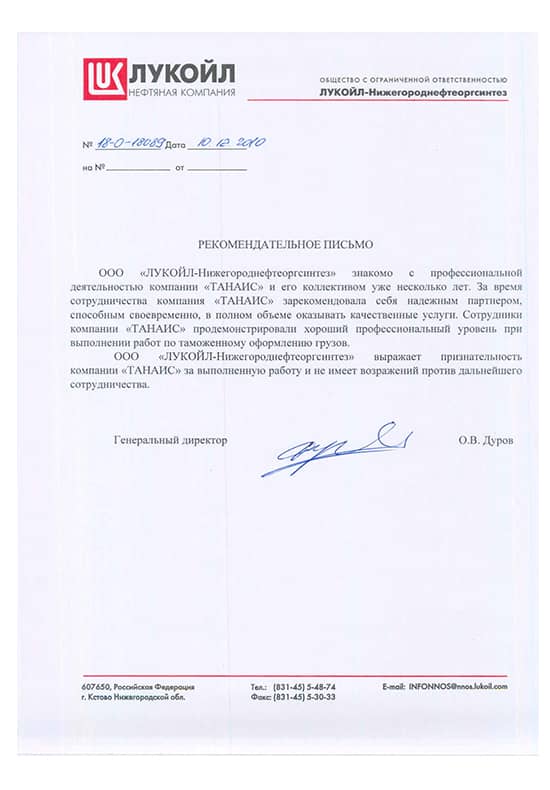 ЛУКОЙЛ
НЕФТЯНАЯ КОМПАНИЯ
ОБЩЕСТВО С ОГРАНИЧЕННОЙ ОТВЕТСТВЕННОСТЬЮ
ЛУКОЙЛ-Нижегороднефтеоргсинтез
№ 18-0-18089 Дата 10 12 2010
на № от
РЕКОМЕНДАТЕЛЬНОЕ ПИСЬМО
ООО «ЛУКОЙЛ-Нижегороднефтеоргсинтез» знакомо с профессиональной
деятельностью компании «ТАНАИС» и его коллективом уже несколько лет. За время
сотрудничества компания «ТАНАИС» зарекомендовала себя надежным партнером,
способным своевременно, в полном объеме оказывать качественные услуги. Сотрудники
компании «ТАНАИС» продемонстрировали хороший профессиональный уровень при
выполнении работ по таможенному оформлению грузов.
ООО «ЛУКОЙЛ-Нижегороднефтеоргсинтез» выражает признательность
компании «ТАНАИС» за выполненную работу и не имеет возражений против дальнейшего
сотрудничества.
Генеральный директор О.В. Дуров
607650, Российская Федерация
г. Кстово Нижегородской обл.
Тел.: (831-45) 5-48-74
Факс: (831-45) 5-30-33
E-mail: INFONNOS@nnos.lukoil.com